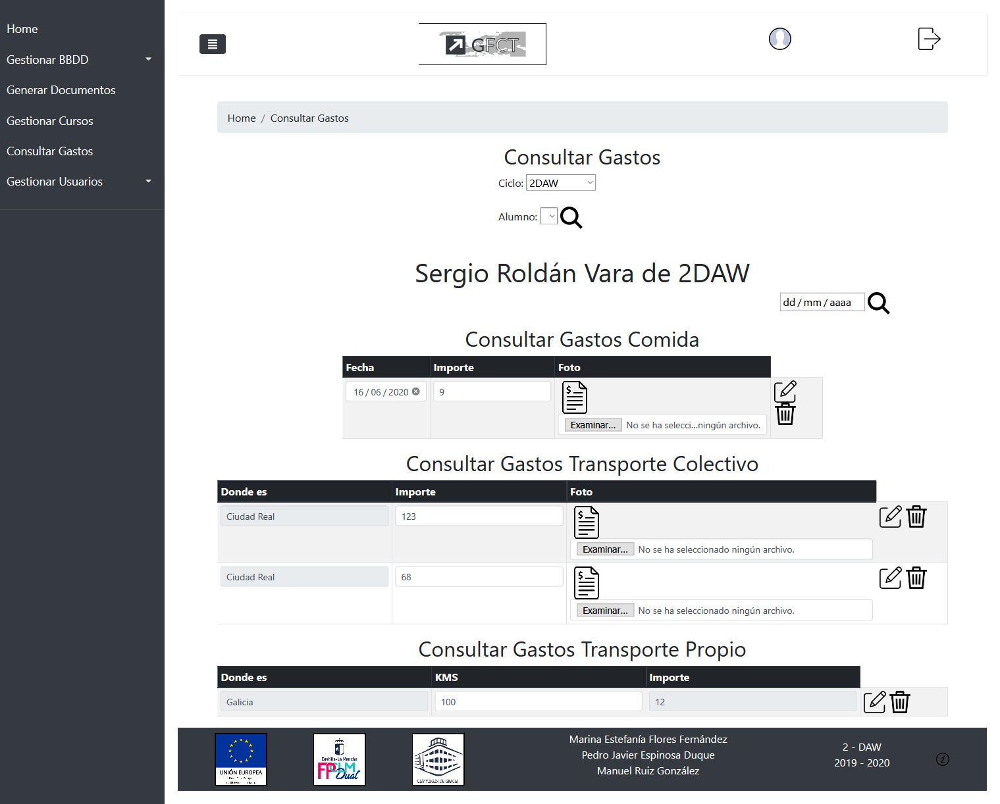 Home
Gestionar BBDD
Generar Documentos
Gestionar Cursos
Consultar Gastos
Gestionar Usuarios
GFCT
Home / Consultar Gastos
Consultar Gastos
Ciclo: 2DAW
Alumno:
Sergio Roldán Vara de 2DAW
dd / mm / aaaa
Consultar Gastos Comida
Fecha Importe Foto
16 / 06 / 2020 9
Examinar... No se ha selecci...ningún archivo.
Consultar Gastos Transporte Colectivo
Donde es Importe Foto
Ciudad Real 123
Examinar... No se ha seleccionado ningún archivo.
Ciudad Real 68
Examinar... No se ha seleccionado ningún archivo.
Consultar Gastos Transporte Propio
Donde es KMS Importe
Galicia 100 12
UNIÓN EUROPEA
Castilla-La Mancha
FPCLM
Dual
CIFP VIRGEN DE GRACIA
Marina Estefanía Flores Fernández
Pedro Javier Espinosa Duque
Manuel Ruiz González
2 - DAW
2019 - 2020